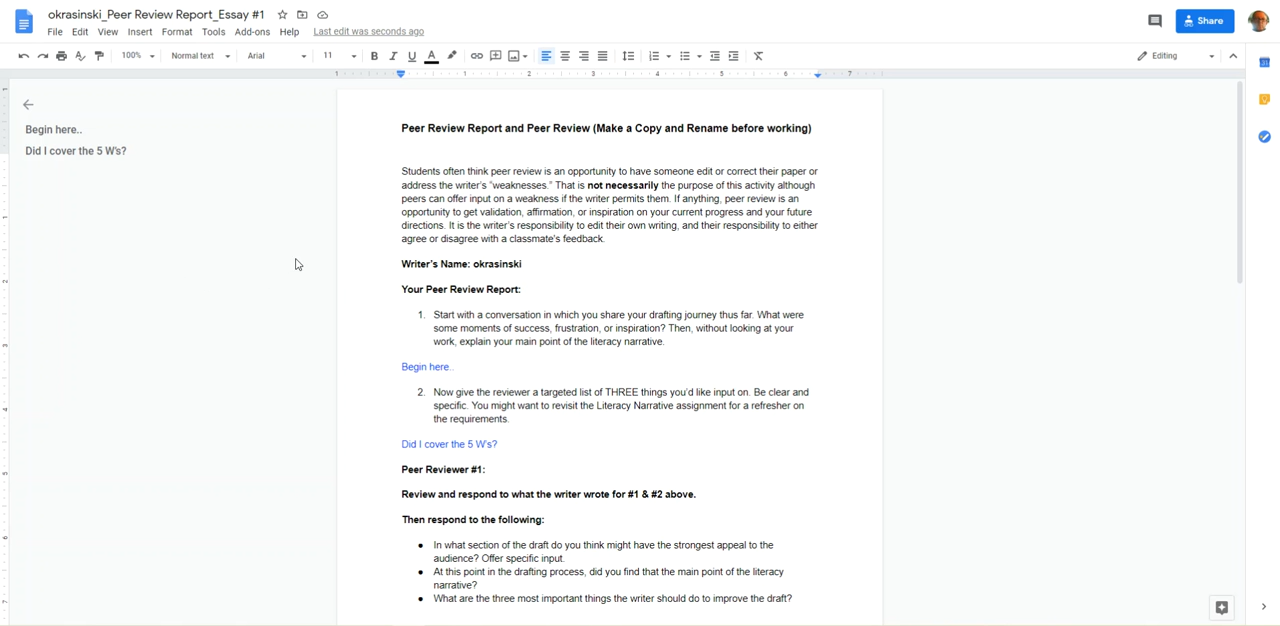 okrasinski_Peer Review Report_Essay #1
File Edit View Insert Format Tools Add-ons Help Last edit was seconds ago
Share
100% Normal text Arial 11 B I U A Editing
1 1 2 3 4 5 6 7
Begin here..
Did I cover the 5 W's?
Peer Review Report and Peer Review (Make a Copy and Rename before working)
Students often think peer review is an opportunity to have someone edit or correct their paper or
address the writer's "weaknesses." That is not necessarily the purpose of this activity although
peers can offer input on a weakness if the writer permits them. If anything, peer review is an
opportunity to get validation, affirmation, or inspiration on your current progress and your future
directions. It is the writer's responsibility to edit their own writing, and their responsibility to either
agree or disagree with a classmate's feedback.
Writer's Name: okrasinski
Your Peer Review Report:
1. Start with a conversation in which you share your drafting journey thus far. What were
some moments of success, frustration, or inspiration? Then, without looking at your
work, explain your main point of the literacy narrative.
Begin here..
2. Now give the reviewer a targeted list of THREE things you'd like input on. Be clear and
specific. You might want to revisit the Literacy Narrative assignment for a refresher on
the requirements.
Did I cover the 5 W's?
Peer Reviewer #1:
Review and respond to what the writer wrote for #1 & #2 above.
Then respond to the following:
● In what section of the draft do you think might have the strongest appeal to the
audience? Offer specific input.
● At this point in the drafting process, did you find that the main point of the literacy
narrative?
● What are the three most important things the writer should do to improve the draft?